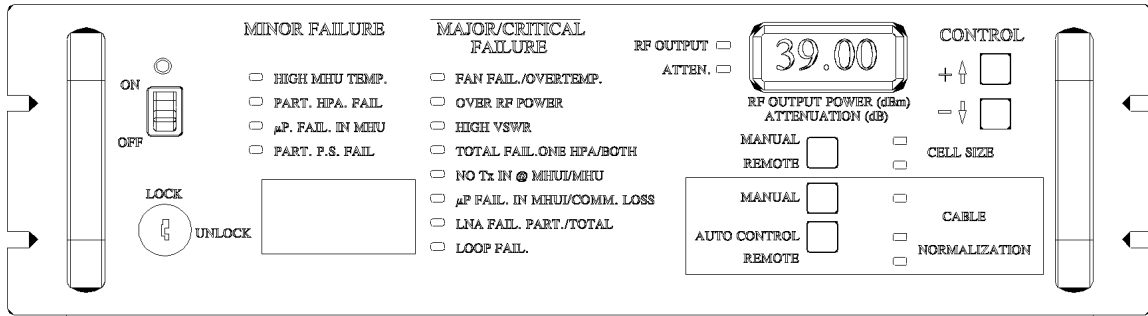 MINOR FAILURE
MAJOR/CRITICAL
FAILURE
RF OUTPUT
ATTEN.
39.00
CONTROL
+
-
RF OUTPUT POWER (dBm)
ATTENUATION (dB)
ON
OFF
HIGH MHU TEMP.
PART. HPA. FAIL
µP. FAIL. IN MHU
PART. P.S. FAIL
FAN FAIL./OVERTEMP.
OVER RF POWER
HIGH VSWR
TOTAL FAIL.ONE HPA/BOTH
NO Tx IN @ MHUI/MHU
µP FAIL. IN MHUI/COMM. LOSS
LNA FAIL. PART./TOTAL
LOOP FAIL.
MANUAL
REMOTE
CELL SIZE
MANUAL
AUTO CONTROL
REMOTE
CABLE
NORMALIZATION
LOCK
UNLOCK